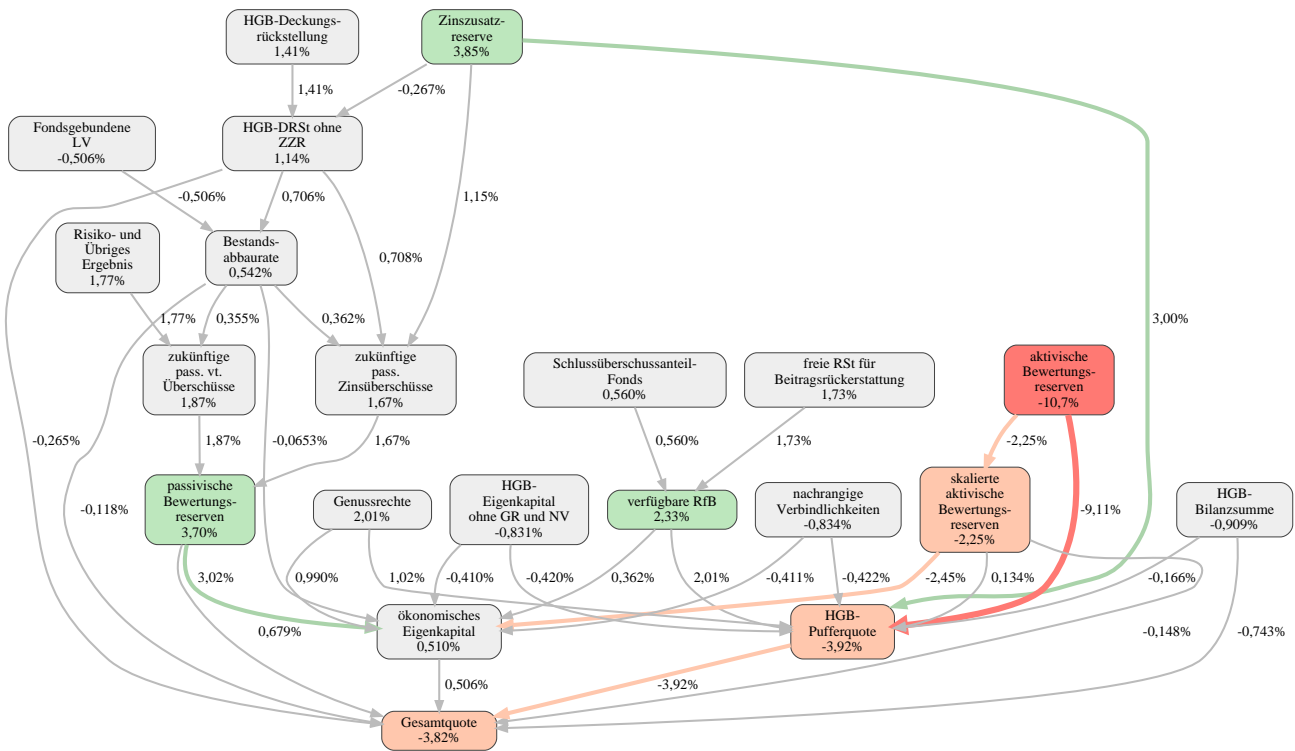 HGB-Deckungs-
rückstellung
1,41%
Zinszusatz-
reserve
3,85%
1,41%
-0,267%
Fondsgebundene
LV
-0,506%
HGB-DRSt ohne
ZZR
1,14%
-0,506%
0,706%
1,15%
Risiko- und
Übriges
Ergebnis
1,77%
Bestands-
abbaurate
0,542%
0,708%
1,77%
0,355%
0,362%
3,00%
zukünftige
pass. vt.
Überschüsse
1,87%
zukünftige
pass.
Zinsüberschüsse
1,67%
Schlussüberschussanteil-
Fonds
0,560%
freie RSt für
Beitragsrückerstattung
1,73%
aktivische
Bewertungs-
reserven
-10,7%
-0,265%
1,87%
-0,0653%
1,67%
0,560%
1,73%
-2,25%
passivische
Bewertungs-
reserven
3,70%
Genussrechte
2,01%
HGB-
Eigenkapital
ohne GR und NV
-0,831%
verfügbare RfB
2,33%
nachrangige
Verbindlichkeiten
-0,834%
skalierte
aktivische
Bewertungs-
reserven
-2,25%
HGB-
Bilanzsumme
-0,909%
-0,118%
-9,11%
3,02%
0,990%
1,02%
-0,410%
-0,420%
0,362%
2,01%
-0,411%
-0,422%
-2,45%
0,134%
-0,166%
0,679%
ökonomisches
Eigenkapital
0,510%
HGB-
Pufferquote
-3,92%
-0,148%
-0,743%
0,506%
-3,92%
Gesamtquote
-3,82%